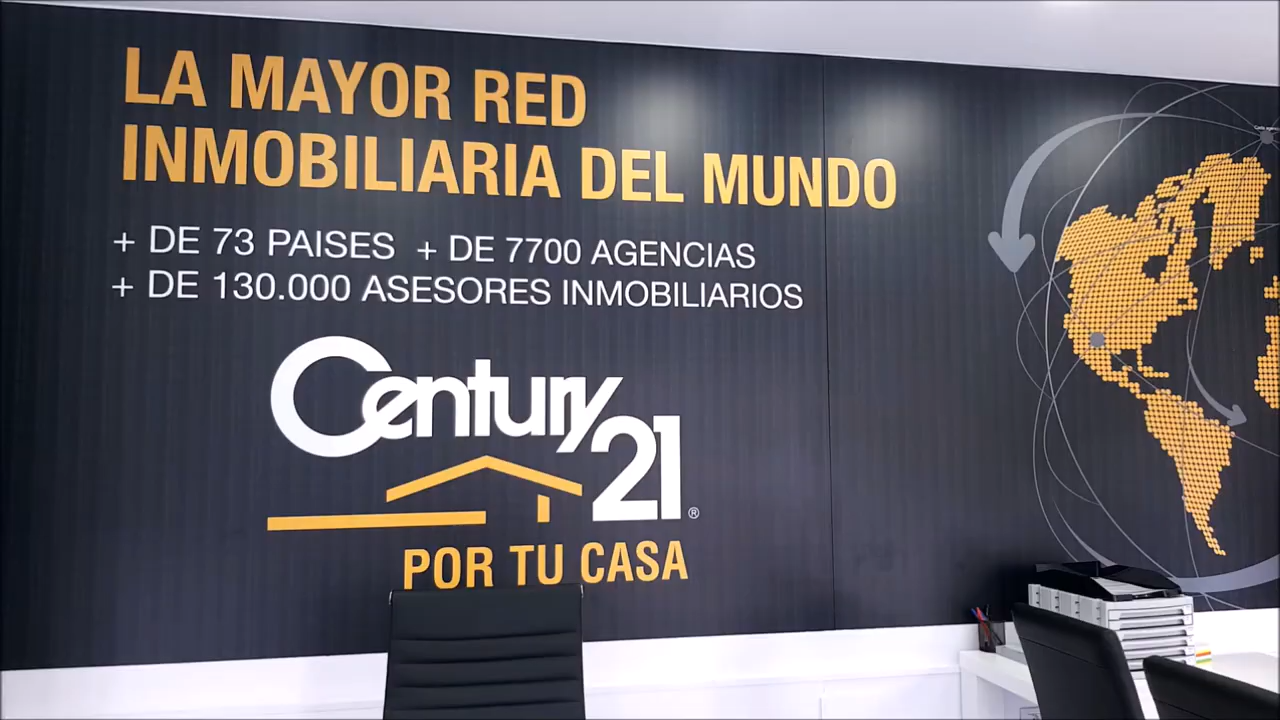 LA MAYOR RED
INMOBILIARIA DEL MUNDO
+ DE 73 PAISES + DE 7700 AGENCIAS
+ DE 130.000 ASESORES INMOBILIARIOS
Century
21®
POR TU CASA